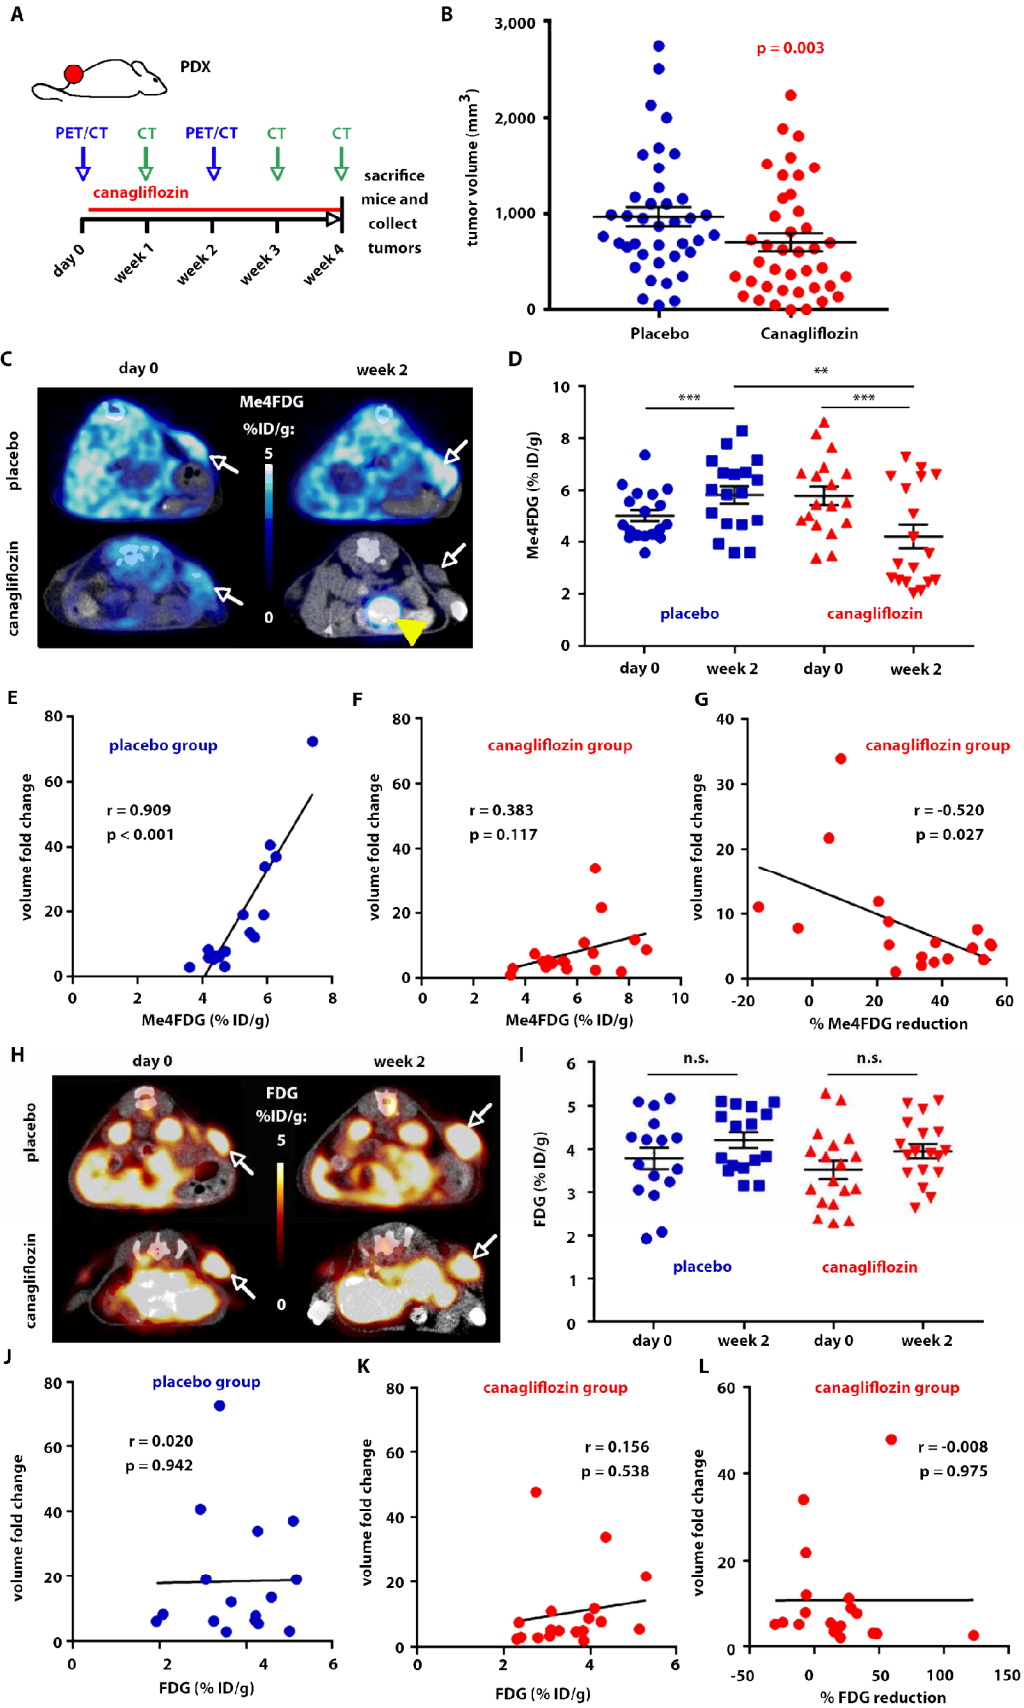 A
PDX
PET/CT CT PET/CT CT CT
canagliflozin
sacrifice
mice and
collect
tumors
day 0 week 1 week 2 week 3 week 4
B
tumor volume (mm3)
3,000
2,000
1,000
0
p = 0.003
Placebo Canagliflozin
C
day 0 week 2
placebo
canagliflozin
Me4FDG
%ID/g:
5
0
D
Me4FDG (% ID/g)
10
8
6
4
2
0
**
*** ***
placebo canagliflozin
day 0 week 2 day 0 week 2
E
volume fold change
80
60
40
20
0
placebo group
r = 0.909
p < 0.001
0 2 4 6 8
Me4FDG (% ID/g)
F
volume fold change
80
60
40
20
0
canagliflozin group
r = 0.383
p = 0.117
0 2 4 6 8 10
Me4FDG (% ID/g)
G
volume fold change
40
30
20
10
0
canagliflozin group
r = -0.520
p = 0.027
-20 0 20 40 60
% Me4FDG reduction
H
day 0 week 2
placebo
canagliflozin
FDG
%ID/g:
5
0
I
FDG (% ID/g)
6
5
4
3
2
1
0
n.s. n.s.
placebo canagliflozin
day 0 week 2 day 0 week 2
J
volume fold change
80
60
40
20
0
placebo group
r = 0.020
p = 0.942
0 2 4 6
FDG (% ID/g)
K
volume fold change
80
60
40
20
0
canagliflozin group
r = 0.156
p = 0.538
0 2 4 6
FDG (% ID/g)
L
volume fold change
60
40
20
0
canagliflozin group
r = -0.008
p = 0.975
-50 0 50 100 150
% FDG reduction